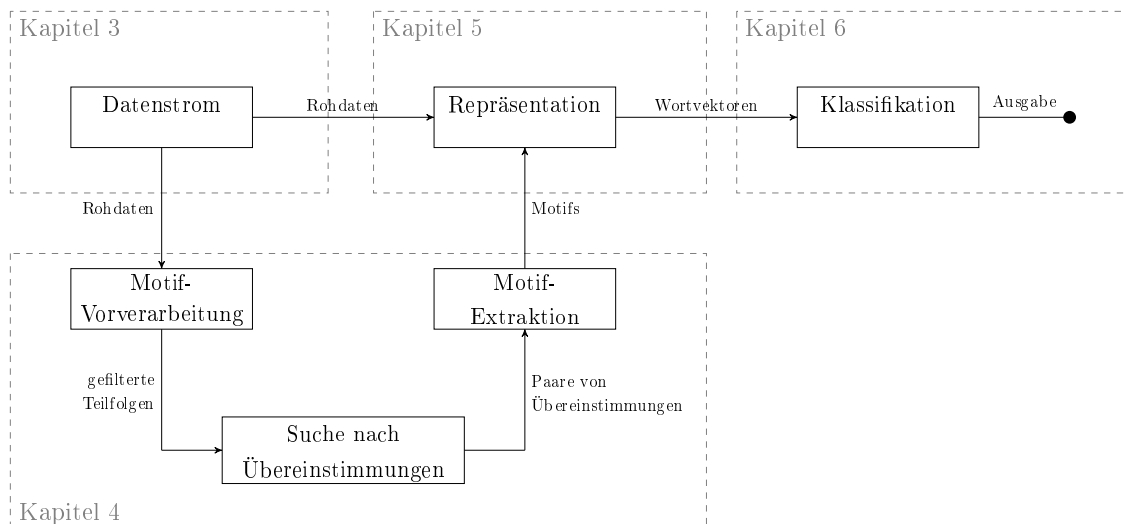 Kapitel 3
Kapitel 5
Kapitel 6
Datenstrom
Rohdaten
Repräsentation
Wortvektoren
Klassifikation
Ausgabe
Rohdaten
Motifs
Motif-
Vorverarbeitung
Motif-
Extraktion
gefilterte
Teilfolgen
Paare von
Übereinstimmungen
Suche nach
Übereinstimmungen
Kapitel 4